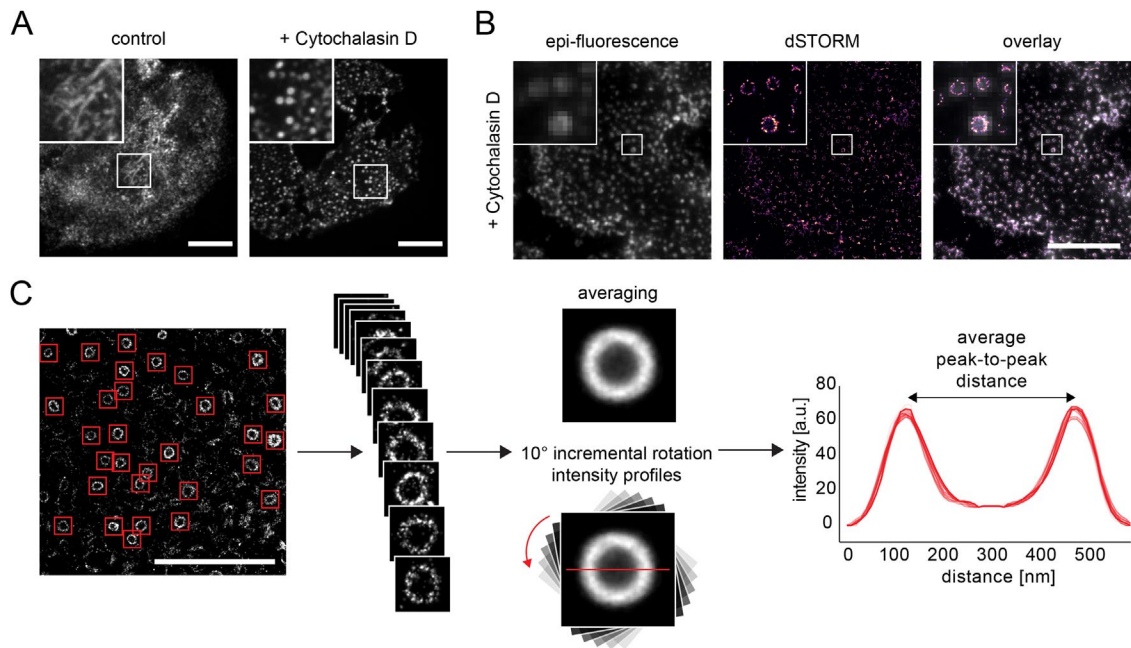 A
control
+ Cytochalasin D
B
epi-fluorescence
dSTORM
overlay
+ Cytochalasin D
C
averaging
10° incremental rotation
intensity profiles
average
peak-to-peak
distance
intensity [a.u.]
80
60
40
20
0
0
100
200
300
400
500
distance [nm]